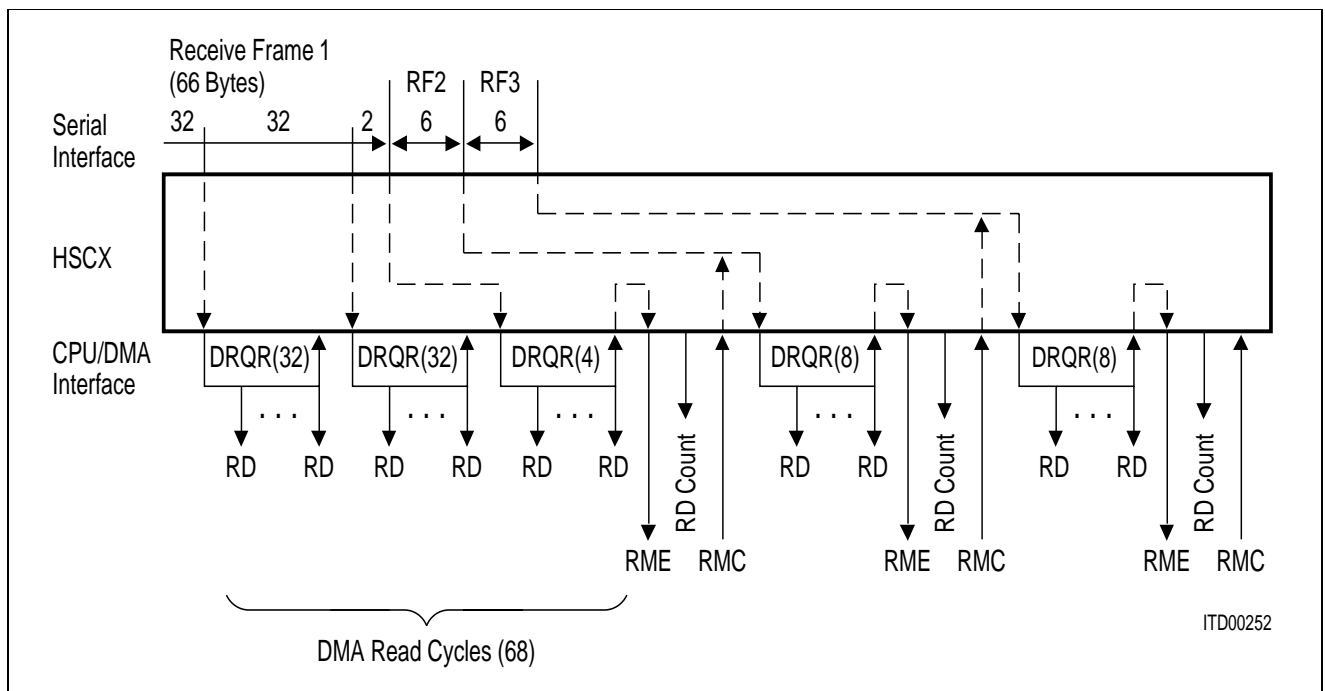 Receive Frame 1
(66 Bytes)
RF2 RF3
32 32 2 6 6
Serial
Interface
HSCX
CPU/DMA
Interface
DRQR(32) DRQR(32) DRQR(4) DRQR(8) DRQR(8)
. . . . . . . . . . . . . . .
RD RD RD RD RD RD RD RD RD RD
RD Count RD Count RD Count
RME RMC RME RMC RME RMC
DMA Read Cycles (68)
ITD00252